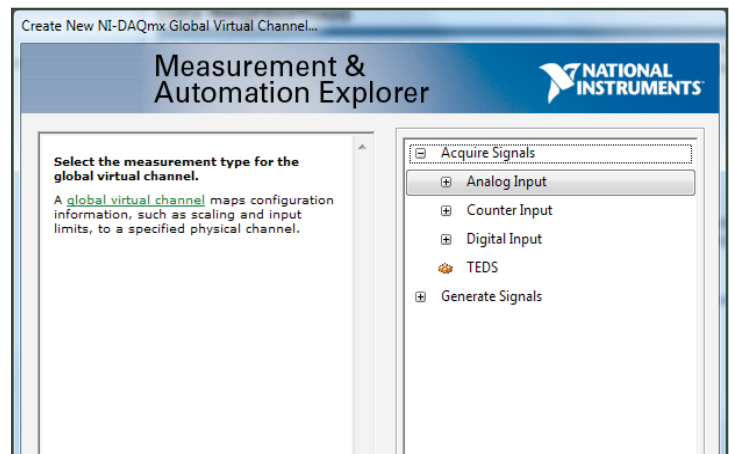 Create New NI-DAQmx Global Virtual Channel...
Measurement &
Automation Explorer
NATIONAL
INSTRUMENTS
Select the measurement type for the
global virtual channel.
A global virtual channel maps configuration
information, such as scaling and input
limits, to a specified physical channel.
Acquire Signals
Analog Input
Counter Input
Digital Input
TEDS
Generate Signals